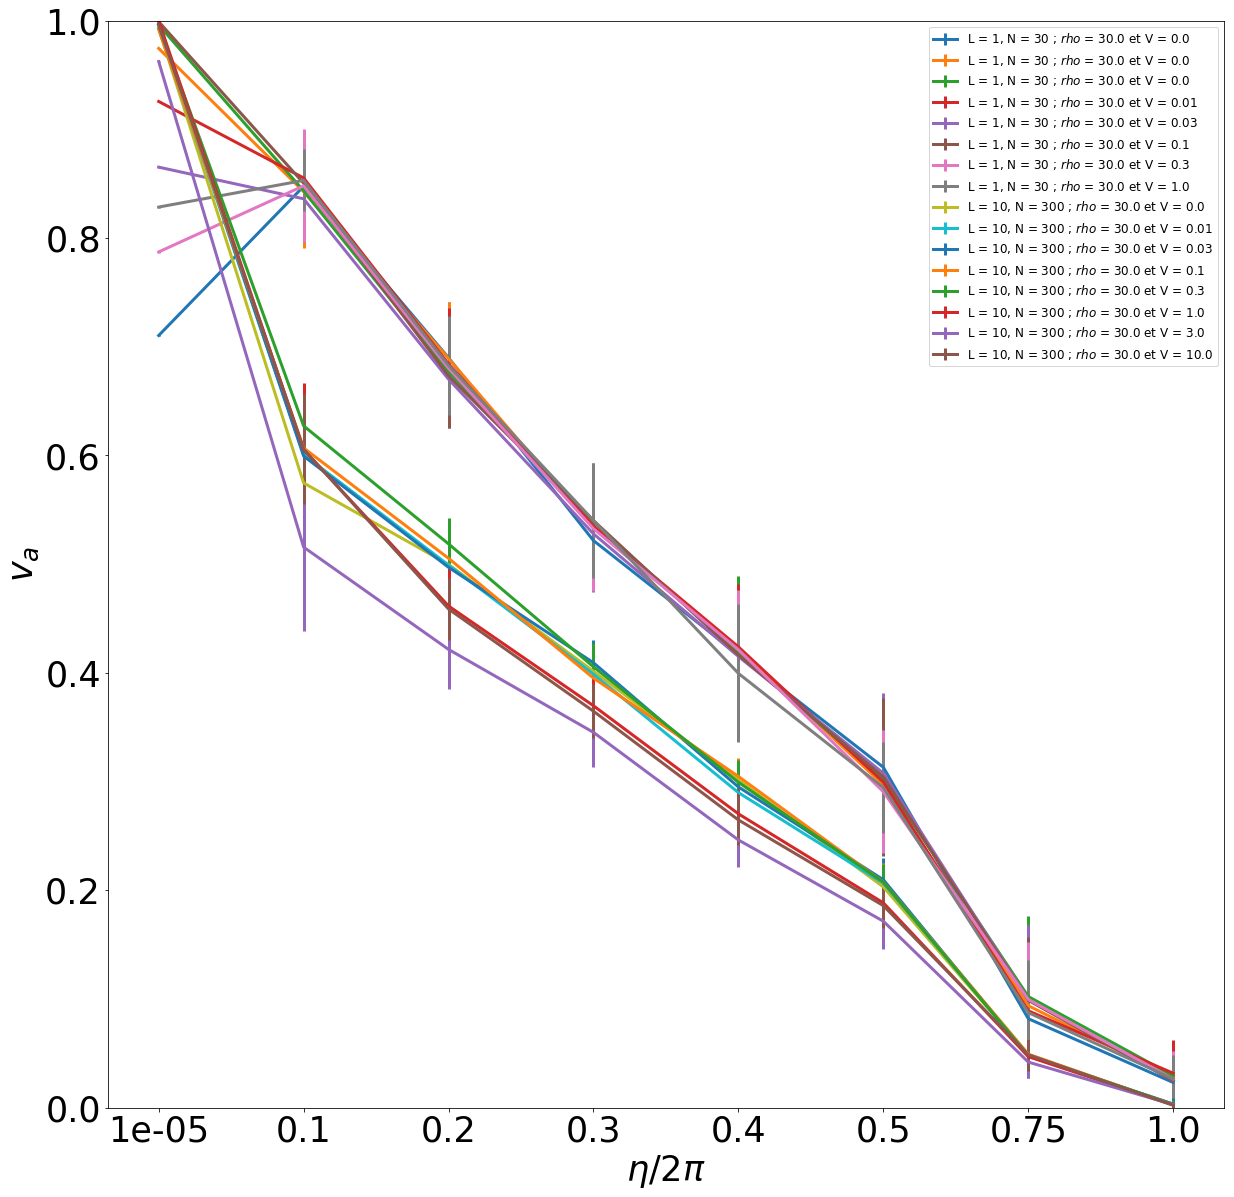 1.0
0.8
0.6
0.4
0.2
0.0
v_a
1e-05 0.1 0.2 0.3 0.4 0.5 0.75 1.0
η/2π
L = 1, N = 30 ; rho = 30.0 et V = 0.0
L = 1, N = 30 ; rho = 30.0 et V = 0.0
L = 1, N = 30 ; rho = 30.0 et V = 0.0
L = 1, N = 30 ; rho = 30.0 et V = 0.01
L = 1, N = 30 ; rho = 30.0 et V = 0.03
L = 1, N = 30 ; rho = 30.0 et V = 0.1
L = 1, N = 30 ; rho = 30.0 et V = 0.3
L = 1, N = 30 ; rho = 30.0 et V = 1.0
L = 10, N = 300 ; rho = 30.0 et V = 0.0
L = 10, N = 300 ; rho = 30.0 et V = 0.01
L = 10, N = 300 ; rho = 30.0 et V = 0.03
L = 10, N = 300 ; rho = 30.0 et V = 0.1
L = 10, N = 300 ; rho = 30.0 et V = 0.3
L = 10, N = 300 ; rho = 30.0 et V = 1.0
L = 10, N = 300 ; rho = 30.0 et V = 3.0
L = 10, N = 300 ; rho = 30.0 et V = 10.0